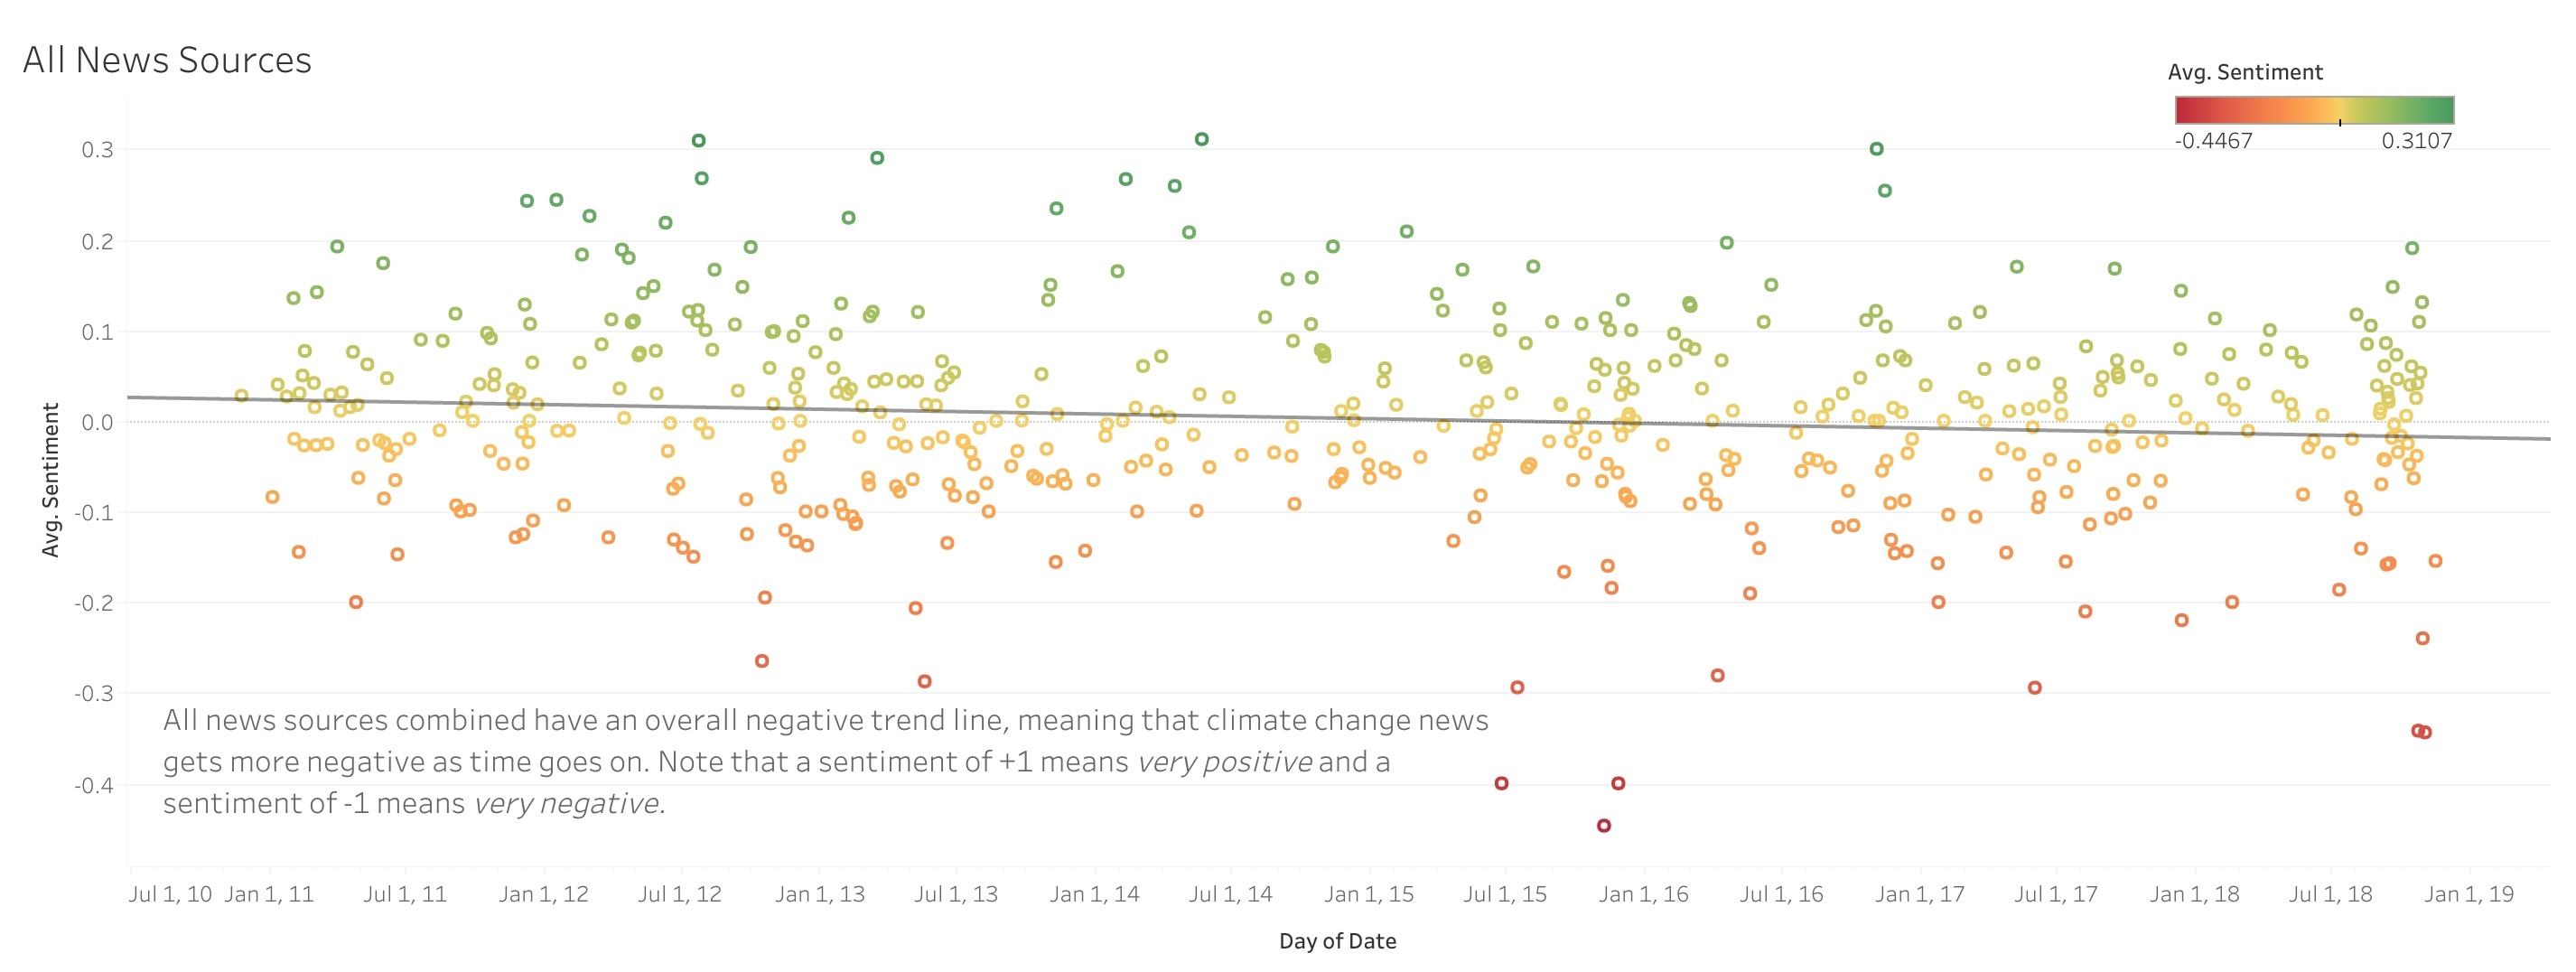 All News Sources
Avg. Sentiment
-0.4467 0.3107
0.3
0.2
0.1
0.0
-0.1
-0.2
-0.3
-0.4
Avg. Sentiment
All news sources combined have an overall negative trend line, meaning that climate change news
gets more negative as time goes on. Note that a sentiment of +1 means very positive and a
sentiment of -1 means very negative.
Jul 1, 10 Jan 1, 11 Jul 1, 11 Jan 1, 12 Jul 1, 12 Jan 1, 13 Jul 1, 13 Jan 1, 14 Jul 1, 14 Jan 1, 15 Jul 1, 15 Jan 1, 16 Jul 1, 16 Jan 1, 17 Jul 1, 17 Jan 1, 18 Jul 1, 18 Jan 1, 19
Day of Date